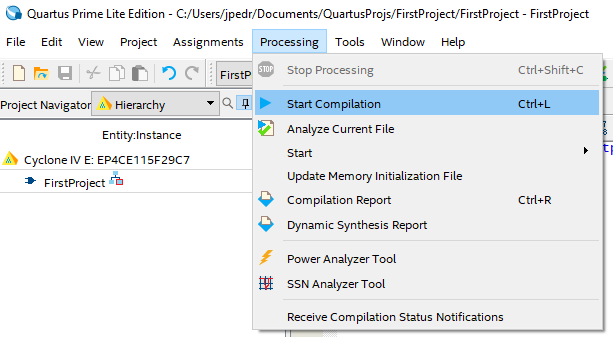 Quartus Prime Lite Edition - C:/Users/jpedr/Documents/QuartusProjs/FirstProject/FirstProject - FirstProject
File Edit View Project Assignments Processing Tools Window Help
FirstP
STOP Stop Processing Ctrl+Shift+C
Project Navigator Hierarchy
Start Compilation Ctrl+L
Entity:Instance
Analyze Current File
Cyclone IV E: EP4CE115F29C7
Start
FirstProject
Update Memory Initialization File
Compilation Report Ctrl+R
Dynamic Synthesis Report
Power Analyzer Tool
SSN Analyzer Tool
Receive Compilation Status Notifications